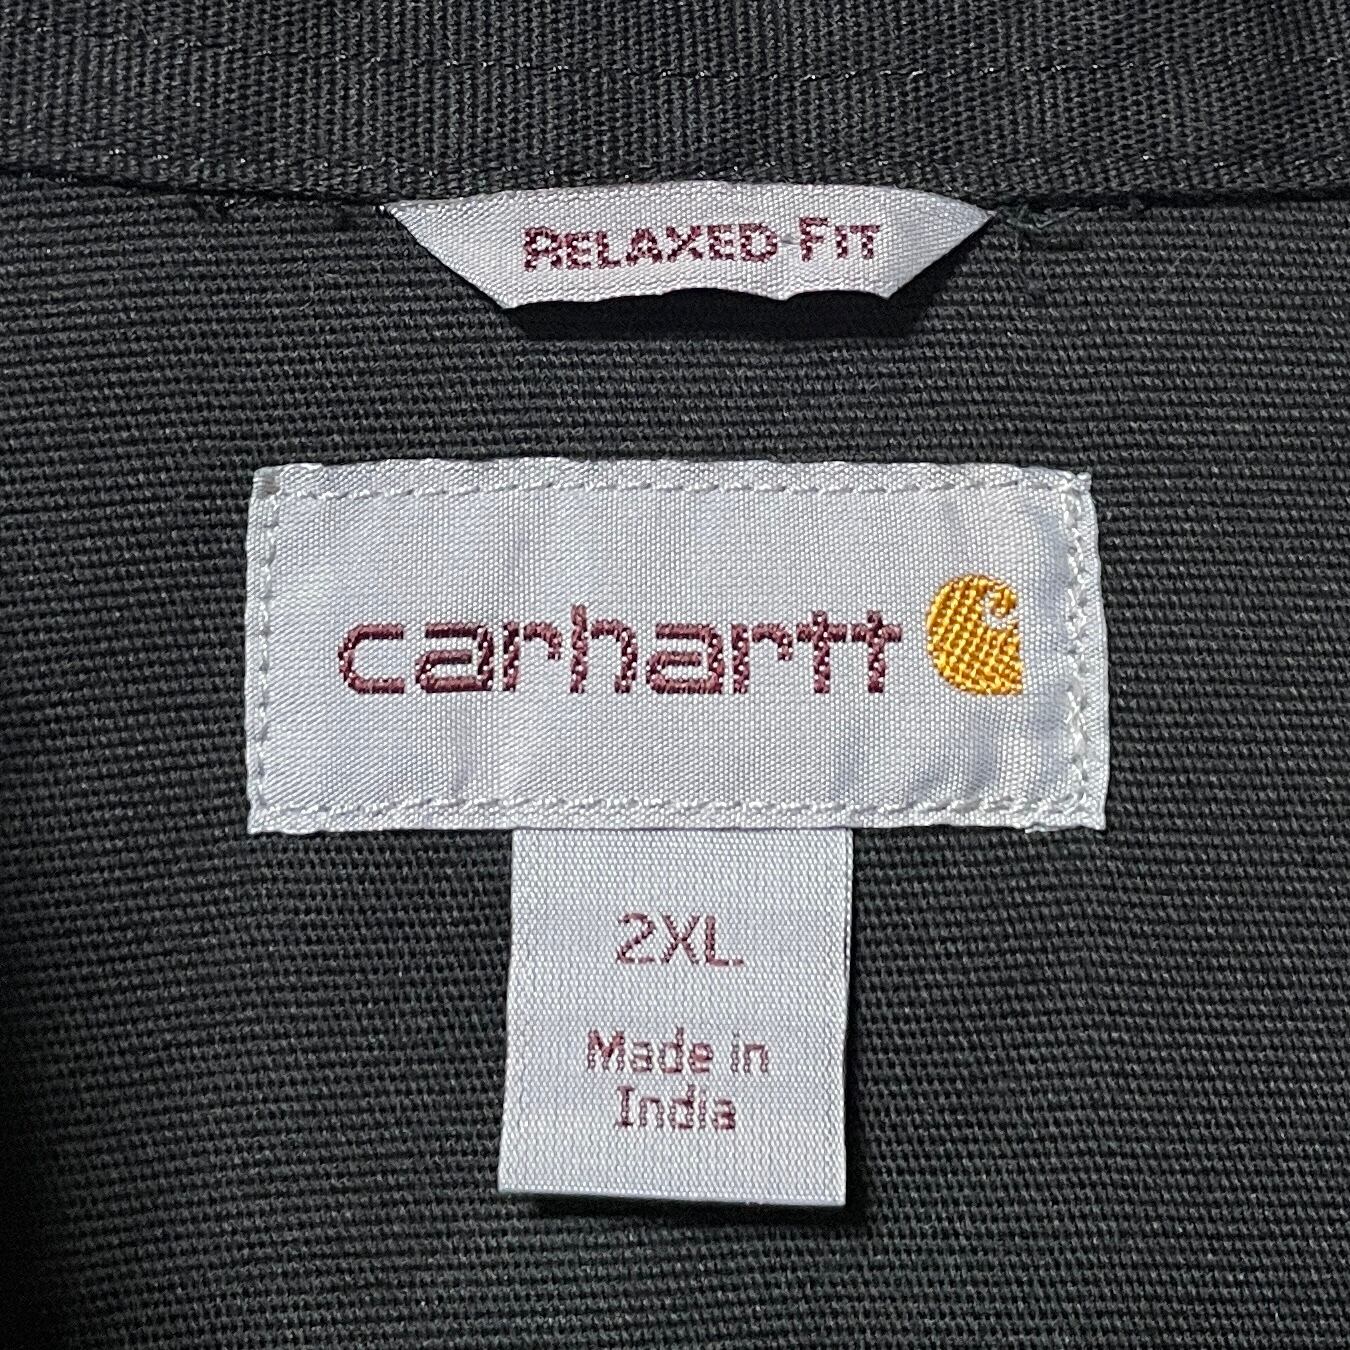 RELAXED FIT
carhartt
2XL
Made in
India